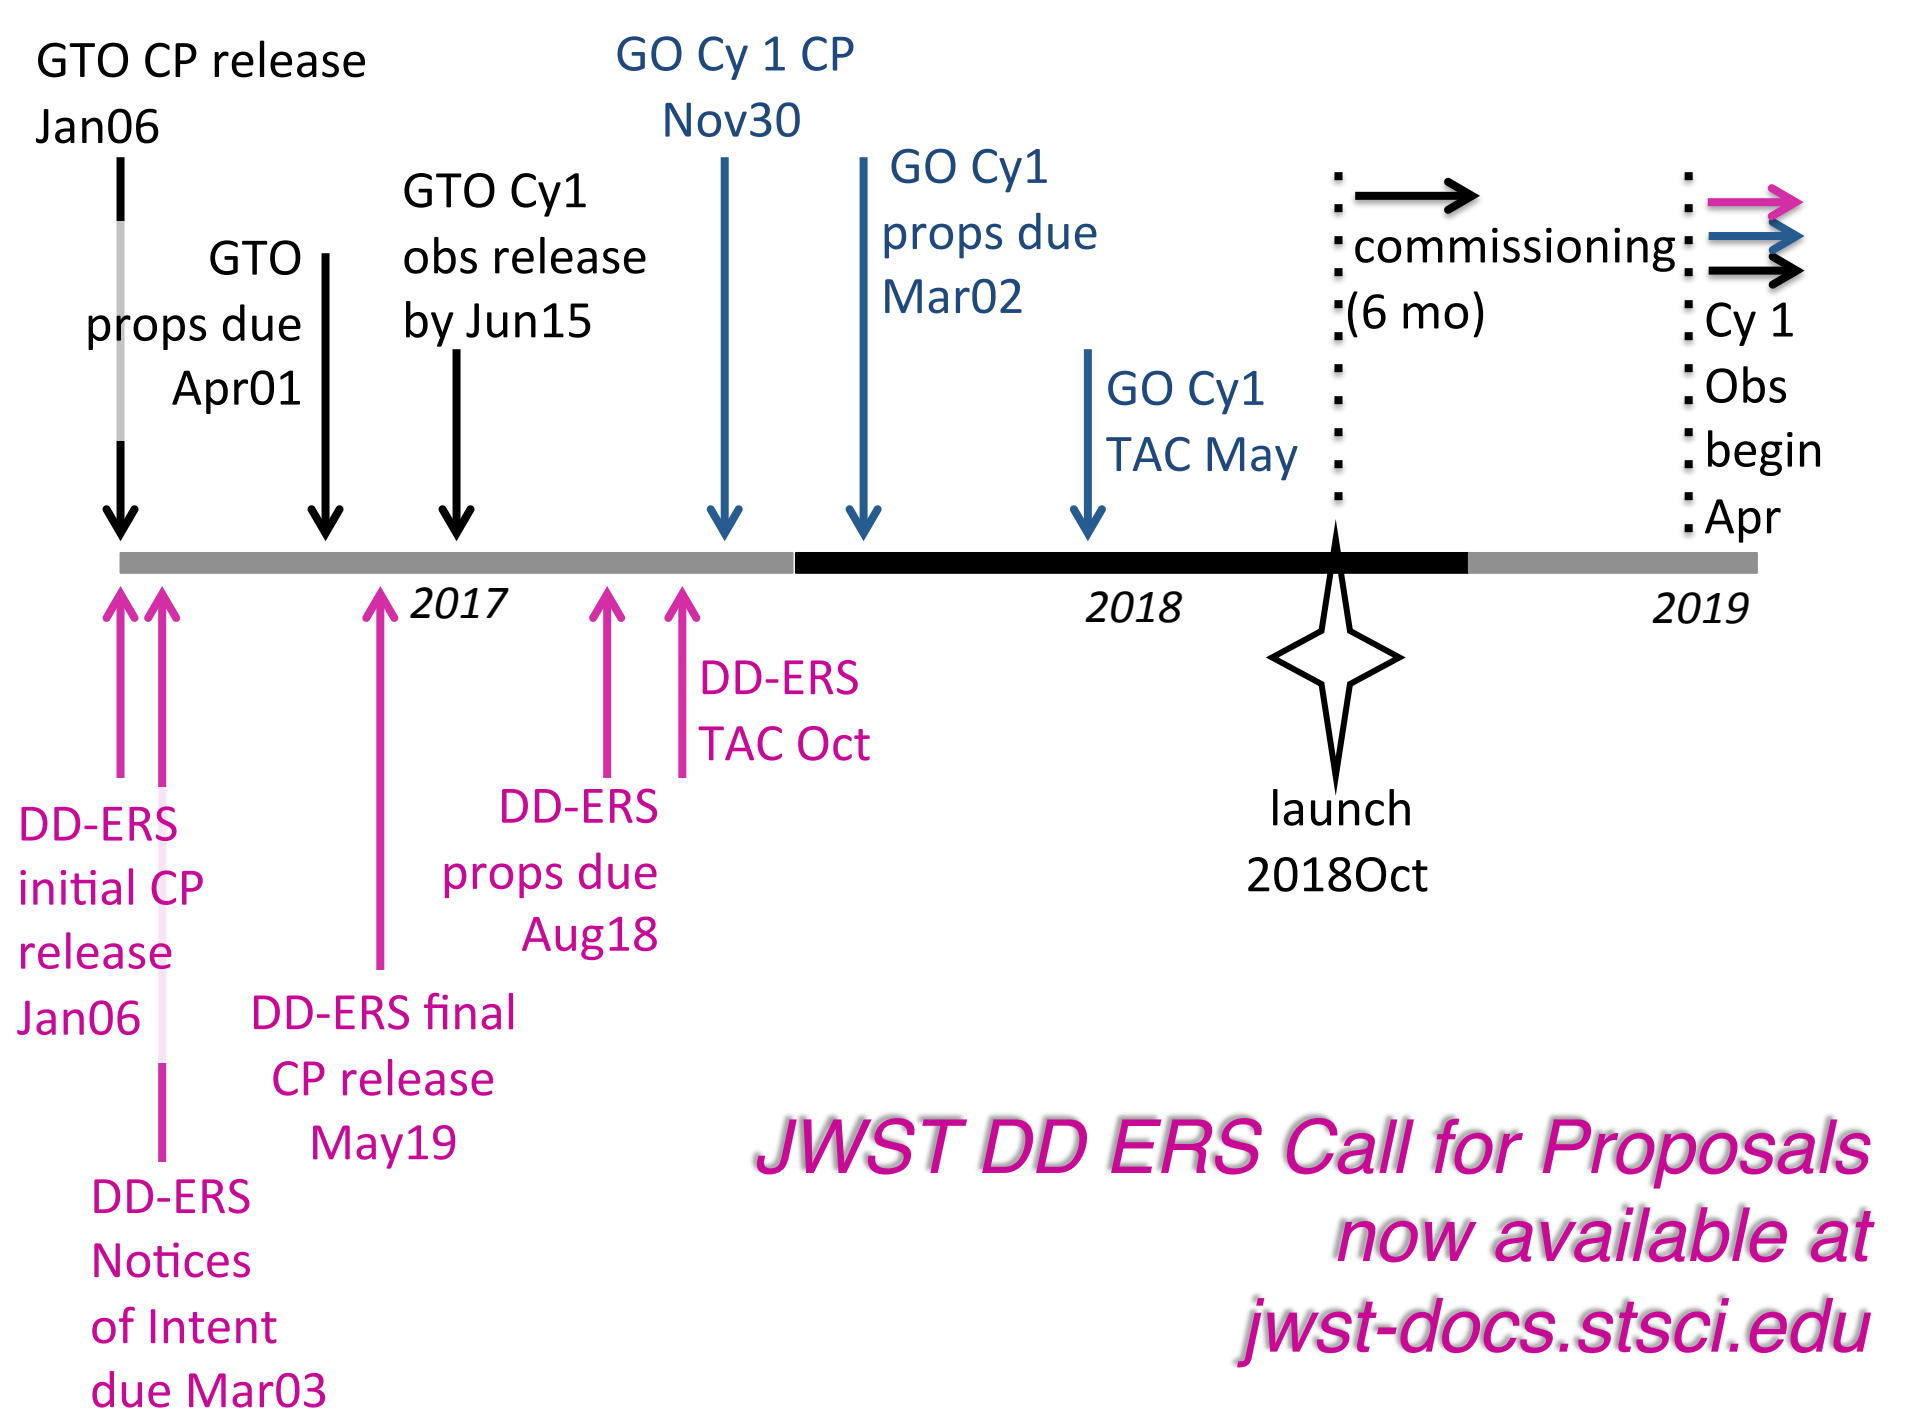 GTO CP release
Jan06
GTO
props due
Apr01
GTO Cy1
obs release
by Jun15
GO Cy 1 CP
Nov30
GO Cy1
props due
Mar02
GO Cy1
TAC May
commissioning
(6 mo)
Cy 1
Obs
begin
Apr
2017
2018
2019
DD-ERS
initial CP
release
Jan06
DD-ERS
Notices
of Intent
due Mar03
DD-ERS final
CP release
May19
DD-ERS
props due
Aug18
DD-ERS
TAC Oct
launch
2018Oct
JWST DD ERS Call for Proposals
now available at
jwst-docs.stsci.edu